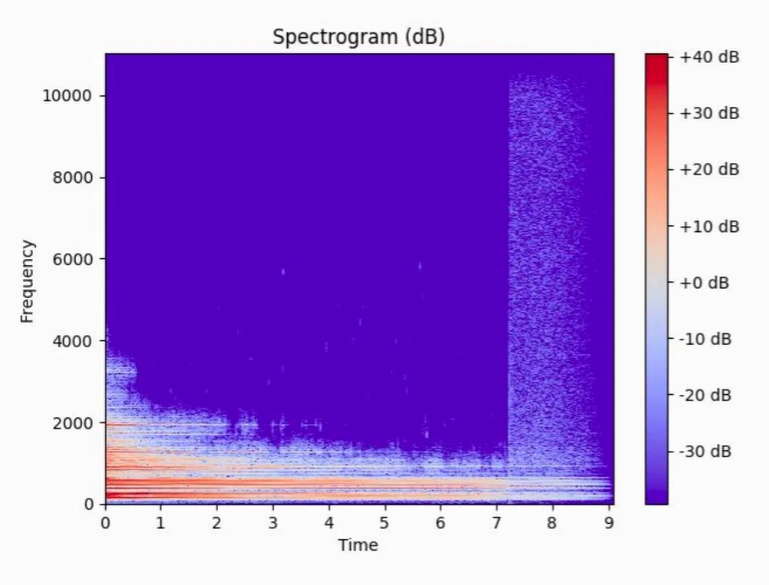 Spectrogram (dB)
10000
8000
6000
4000
2000
0
Frequency
0 1 2 3 4 5 6 7 8 9
Time
+40 dB
+30 dB
+20 dB
+10 dB
+0 dB
-10 dB
-20 dB
-30 dB